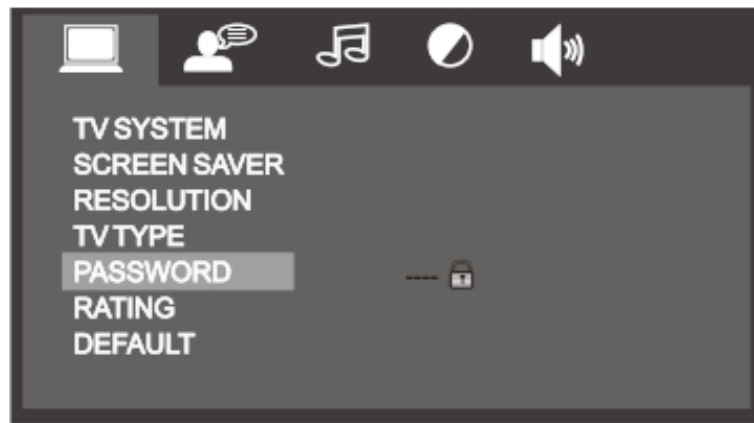 TV SYSTEM
SCREEN SAVER
RESOLUTION
TV TYPE
PASSWORD ----
RATING
DEFAULT